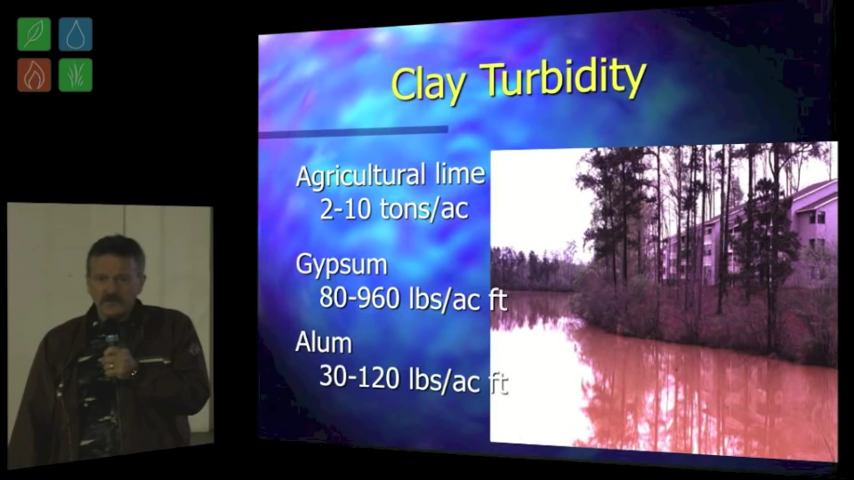 Clay Turbidity
Agricultural lime
2-10 tons/ac
Gypsum
80-960 lbs/ac ft
Alum
30-120 lbs/ac ft